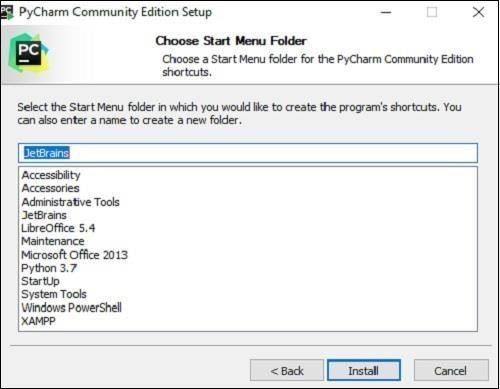 PyCharm Community Edition Setup
PC
Choose Start Menu Folder
Choose a Start Menu folder for the PyCharm Community Edition
shortcuts.
Select the Start Menu folder in which you would like to create the program's shortcuts. You
can also enter a name to create a new folder.
JetBrains
Accessibility
Accessories
Administrative Tools
JetBrains
LibreOffice 5.4
Maintenance
Microsoft Office 2013
Python 3.7
StartUp
System Tools
Windows PowerShell
XAMPP
< Back
Install
Cancel